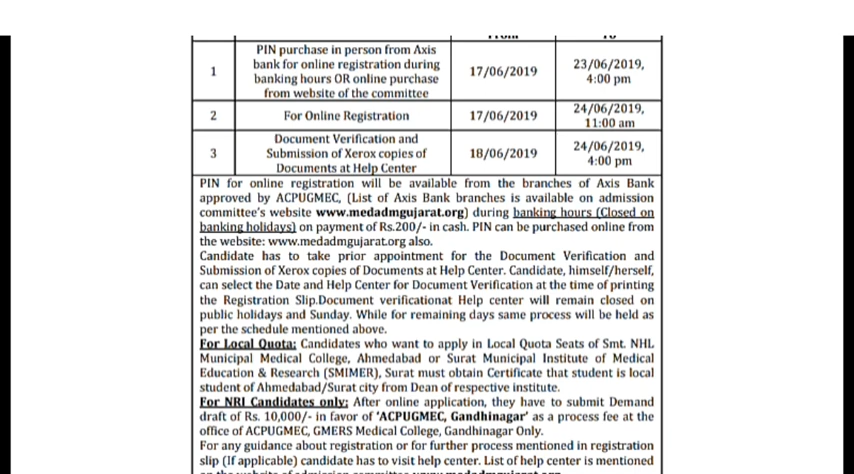 From To
1 PIN purchase in person from Axis bank for online registration during banking hours OR online purchase from website of the committee 17/06/2019 23/06/2019, 4:00 pm
2 For Online Registration 17/06/2019 24/06/2019, 11:00 am
3 Document Verification and Submission of Xerox copies of Documents at Help Center 18/06/2019 24/06/2019, 4:00 pm
PIN for online registration will be available from the branches of Axis Bank
approved by ACPUGMEC, (List of Axis Bank branches is available on admission
committee's website www.medadmgujarat.org) during banking hours (Closed on
banking holidays) on payment of Rs.200/- in cash. PIN can be purchased online from
the website: www.medadmgujarat.org also.
Candidate has to take prior appointment for the Document Verification and
Submission of Xerox copies of Documents at Help Center. Candidate, himself/herself,
can select the Date and Help Center for Document Verification at the time of printing
the Registration Slip.Document verificationat Help center will remain closed on
public holidays and Sunday. While for remaining days same process will be held as
per the schedule mentioned above.
For Local Quota: Candidates who want to apply in Local Quota Seats of Smt. NHL
Municipal Medical College, Ahmedabad or Surat Municipal Institute of Medical
Education & Research (SMIMER), Surat must obtain Certificate that student is local
student of Ahmedabad/Surat city from Dean of respective institute.
For NRI Candidates only: After online application, they have to submit Demand
draft of Rs. 10,000/- in favor of 'ACPUGMEC, Gandhinagar' as a process fee at the
office of ACPUGMEC, GMERS Medical College, Gandhinagar Only.
For any guidance about registration or for further process mentioned in registration
slip (If applicable) candidate has to visit help center. List of help center is mentioned
on the website of admission committee www.medadmgujarat.org